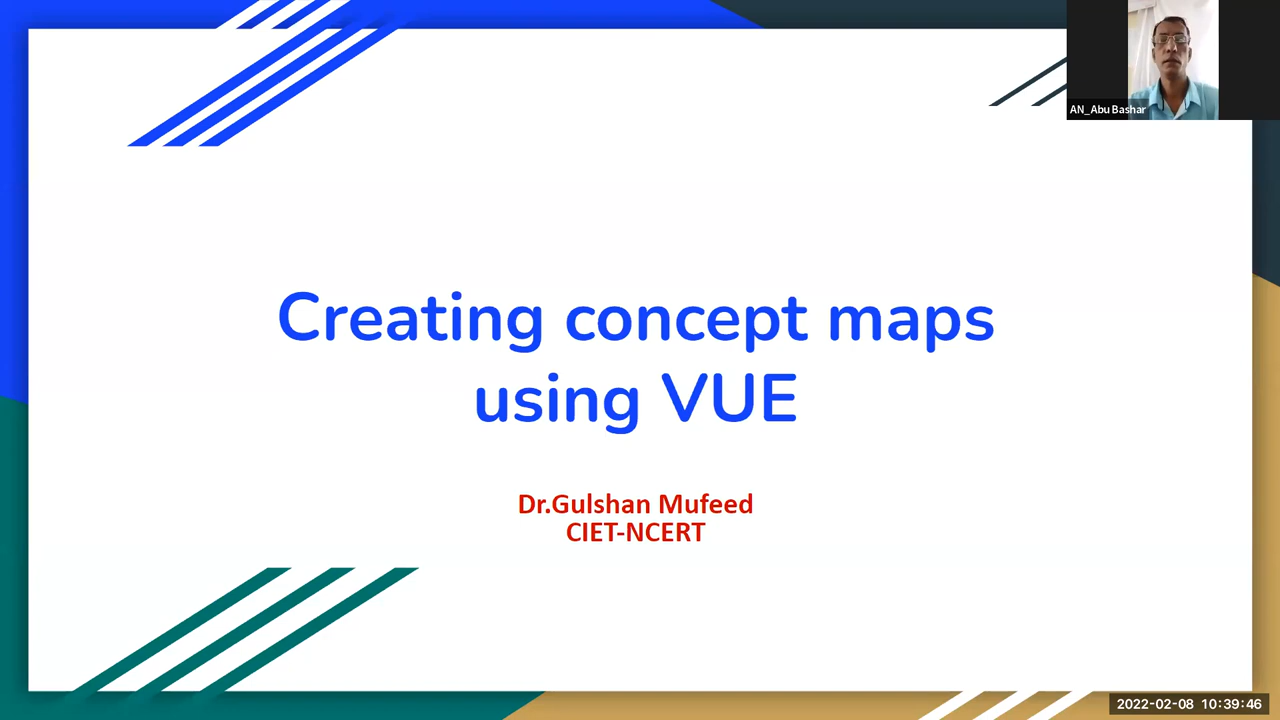 AN_Abu Bashar
Creating concept maps
using VUE
Dr.Gulshan Mufeed
CIET-NCERT
2022-02-08 10:39:46